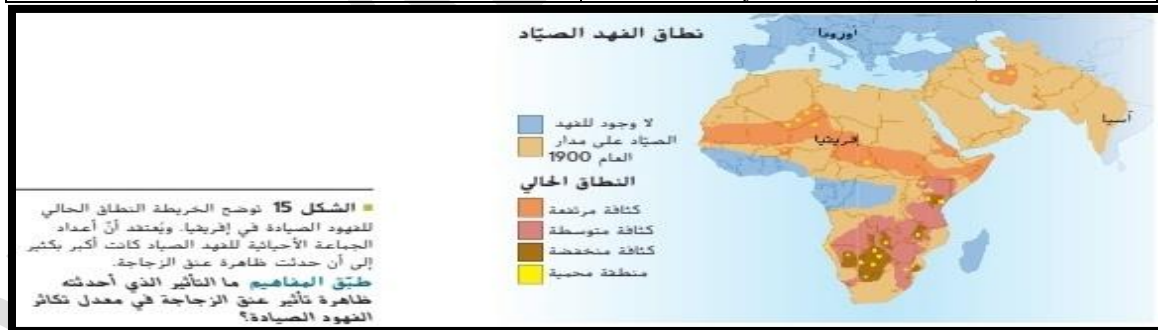 نطاق الفهد الصيّاد
أوروبا
آسيا
إفريقيا
لا وجود للفهد
الصيّاد على مدار
العام 1900
النطاق الحالي
كثافة مرتفعة
كثافة متوسطة
كثافة منخفضة
منطقة محمية
■ الشكل 15 توضح الخريطة النطاق الحالي
للفهود الصيادة في إفريقيا. ويُعتقد أنّ أعداد
الجماعة الأحيائية للفهد الصياد كانت أكبر بكثير
إلى أن حدثت ظاهرة عنق الزجاجة.
طبّق المفاهيم ما التأثير الذي أحدثته
ظاهرة تأثير عنق الزجاجة في معدل تكاثر
الفهود الصيادة؟